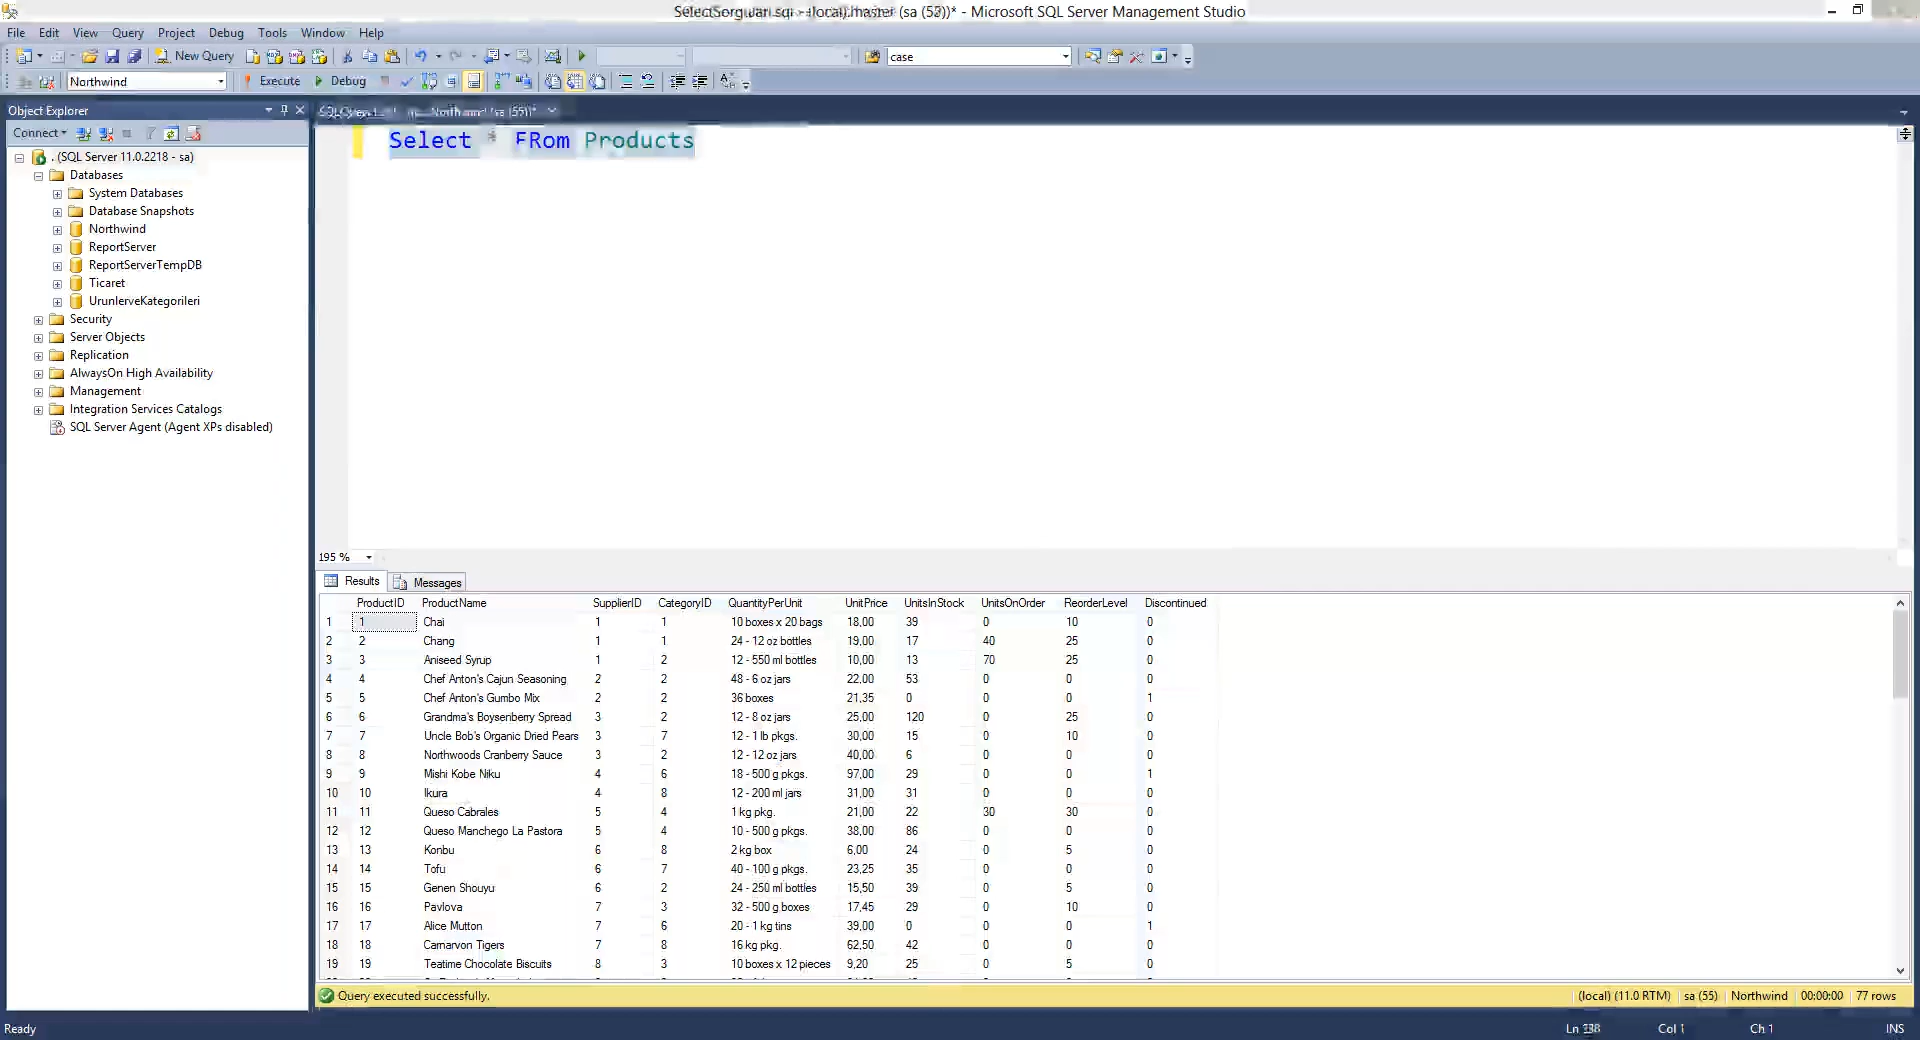 (local).master (sa (52))* - Microsoft SQL Server Management Studio
File Edit View Query Project Debug Tools Window Help
New Query case
Northwind Execute Debug
Object Explorer
Connect
. (SQL Server 11.0.2218 - sa)
Databases
System Databases
Database Snapshots
Northwind
ReportServer
ReportServerTempDB
Ticaret
UrunlerveKategorileri
Security
Server Objects
Replication
AlwaysOn High Availability
Management
Integration Services Catalogs
SQL Server Agent (Agent XPs disabled)
Select * FRom Products
195 %
Results Messages
ProductID ProductName SupplierID CategoryID QuantityPerUnit UnitPrice UnitsInStock UnitsOnOrder ReorderLevel Discontinued
1 1 Chai 1 1 10 boxes x 20 bags 18,00 39 0 10 0
2 2 Chang 1 1 24 - 12 oz bottles 19,00 17 40 25 0
3 3 Aniseed Syrup 1 2 12 - 550 ml bottles 10,00 13 70 25 0
4 4 Chef Anton's Cajun Seasoning 2 2 48 - 6 oz jars 22,00 53 0 0 0
5 5 Chef Anton's Gumbo Mix 2 2 36 boxes 21,35 0 0 0 1
6 6 Grandma's Boysenberry Spread 3 2 12 - 8 oz jars 25,00 120 0 25 0
7 7 Uncle Bob's Organic Dried Pears 3 7 12 - 1 lb pkgs. 30,00 15 0 10 0
8 8 Northwoods Cranberry Sauce 3 2 12 - 12 oz jars 40,00 6 0 0 0
9 9 Mishi Kobe Niku 4 6 18 - 500 g pkgs. 97,00 29 0 0 1
10 10 Ikura 4 8 12 - 200 ml jars 31,00 31 0 0 0
11 11 Queso Cabrales 5 4 1 kg pkg. 21,00 22 30 30 0
12 12 Queso Manchego La Pastora 5 4 10 - 500 g pkgs. 38,00 86 0 0 0
13 13 Konbu 6 8 2 kg box 6,00 24 0 5 0
14 14 Tofu 6 7 40 - 100 g pkgs. 23,25 35 0 0 0
15 15 Genen Shouyu 6 2 24 - 250 ml bottles 15,50 39 0 5 0
16 16 Pavlova 7 3 32 - 500 g boxes 17,45 29 0 10 0
17 17 Alice Mutton 7 6 20 - 1 kg tins 39,00 0 0 0 1
18 18 Carnarvon Tigers 7 8 16 kg pkg. 62,50 42 0 0 0
19 19 Teatime Chocolate Biscuits 8 3 10 boxes x 12 pieces 9,20 25 0 5 0
Query executed successfully. (local) (11.0 RTM) sa (55) Northwind 00:00:00 77 rows
Ready Ln Col 1 Ch 1 INS